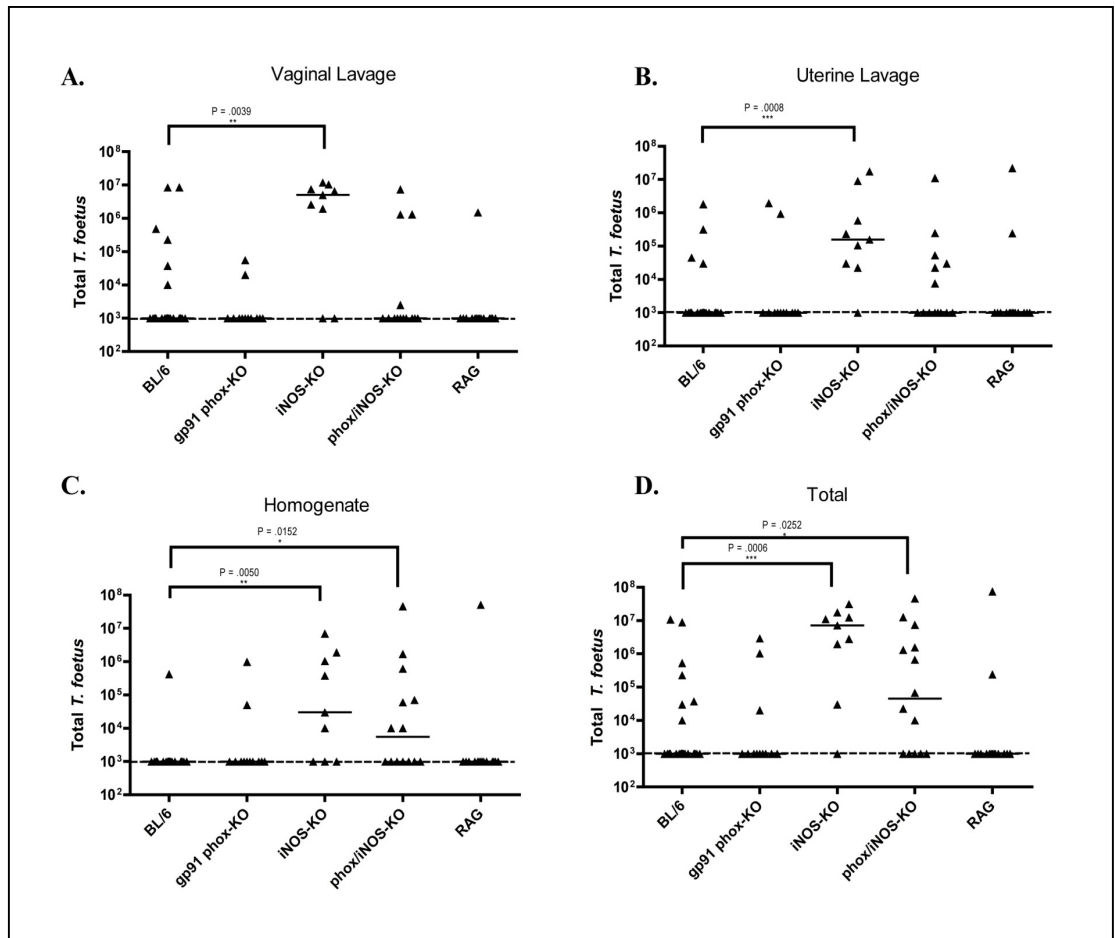 A.
Vaginal Lavage
P = .0039
**
Total T. foetus
10⁸
10⁷
10⁶
10⁵
10⁴
10³
10²
BL/6
gp91 phox-KO
iNOS-KO
phox/iNOS-KO
RAG
B.
Uterine Lavage
P = .0008
***
Total T. foetus
10⁸
10⁷
10⁶
10⁵
10⁴
10³
10²
BL/6
gp91 phox-KO
iNOS-KO
phox/iNOS-KO
RAG
C.
Homogenate
P = .0152
*
P = .0050
**
Total T. foetus
10⁸
10⁷
10⁶
10⁵
10⁴
10³
10²
BL/6
gp91 phox-KO
iNOS-KO
phox/iNOS-KO
RAG
D.
Total
P = .0252
*
P = .0006
***
Total T. foetus
10⁸
10⁷
10⁶
10⁵
10⁴
10³
10²
BL/6
gp91 phox-KO
iNOS-KO
phox/iNOS-KO
RAG